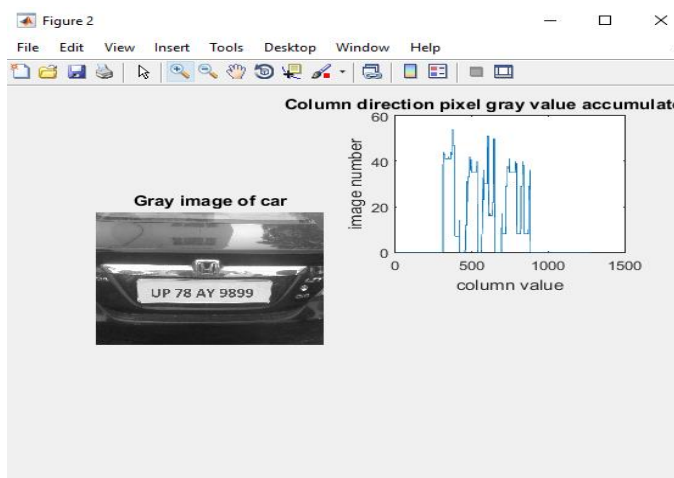 Figure 2
File Edit View Insert Tools Desktop Window Help
Column direction pixel gray value accumulat
60
40
20
0
image number
0 500 1000 1500
column value
Gray image of car
UP 78 AY 9899